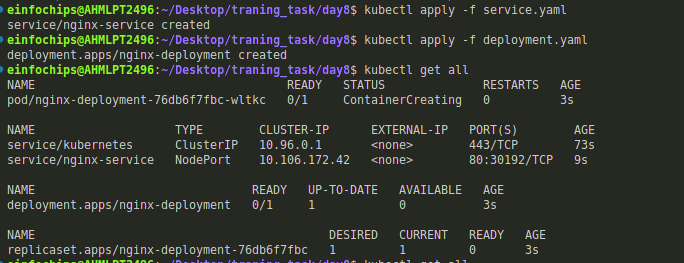 einfochips@AHMLPT2496:~/Desktop/traning_task/day8$ kubectl apply -f service.yaml
service/nginx-service created
einfochips@AHMLPT2496:~/Desktop/traning_task/day8$ kubectl apply -f deployment.yaml
deployment.apps/nginx-deployment created
einfochips@AHMLPT2496:~/Desktop/traning_task/day8$ kubectl get all
NAME READY STATUS RESTARTS AGE
pod/nginx-deployment-76db6f7fbc-wltkc 0/1 ContainerCreating 0 3s
NAME TYPE CLUSTER-IP EXTERNAL-IP PORT(S) AGE
service/kubernetes ClusterIP 10.96.0.1 <none> 443/TCP 73s
service/nginx-service NodePort 10.106.172.42 <none> 80:30192/TCP 9s
NAME READY UP-TO-DATE AVAILABLE AGE
deployment.apps/nginx-deployment 0/1 1 0 3s
NAME DESIRED CURRENT READY AGE
replicaset.apps/nginx-deployment-76db6f7fbc 1 1 0 3s
einfochips@AHMLPT2496:~/Desktop/traning_task/day8$ kubectl get all